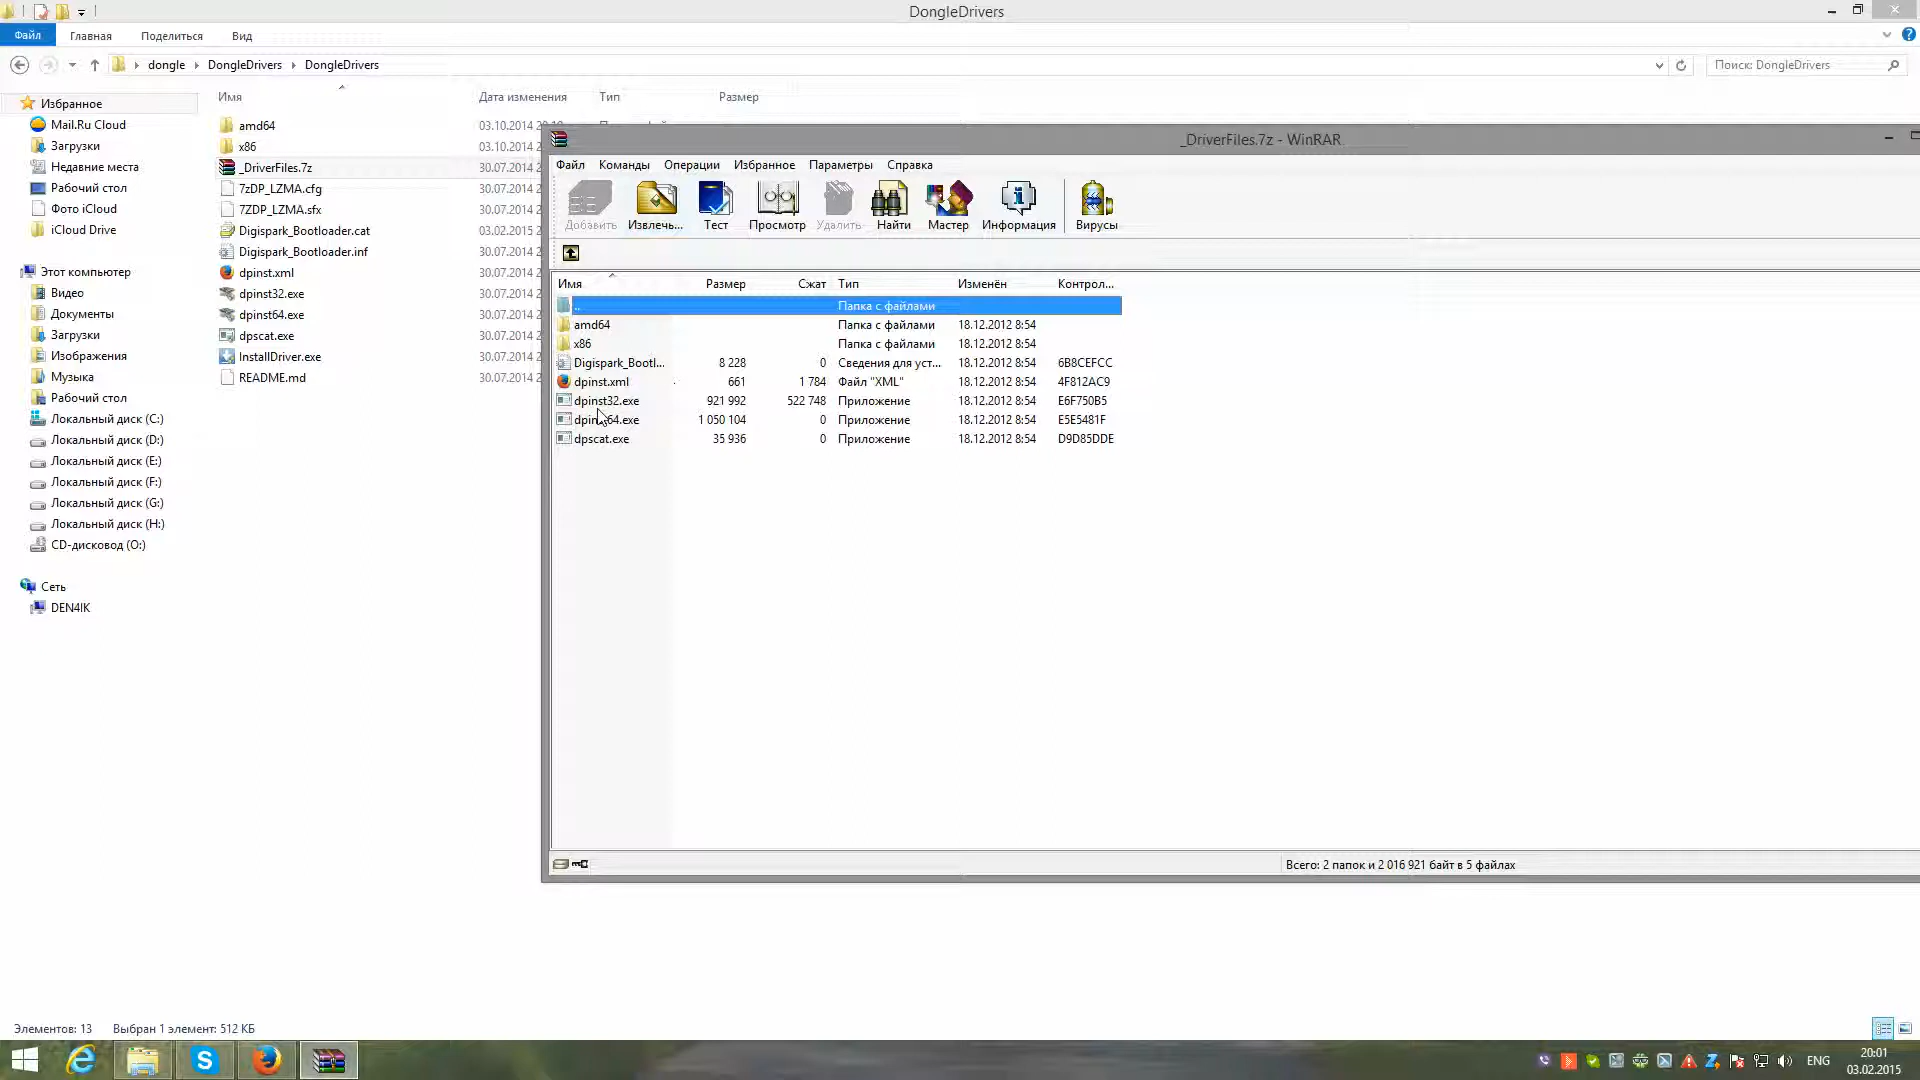 DongleDrivers
Файл Главная Поделиться Вид
dongle DongleDrivers DongleDrivers
Поиск: DongleDrivers
Имя Дата изменения Тип Размер
Избранное
Mail.Ru Cloud
Загрузки
Недавние места
Рабочий стол
Фото iCloud
iCloud Drive
Этот компьютер
Видео
Документы
Загрузки
Изображения
Музыка
Рабочий стол
Локальный диск (C:)
Локальный диск (D:)
Локальный диск (E:)
Локальный диск (F:)
Локальный диск (G:)
Локальный диск (H:)
CD-дисковод (O:)
Сеть
DEN4IK
amd64 03.10.2014
x86 03.10.2014
_DriverFiles.7z 30.07.2014
7zDP_LZMA.cfg 30.07.2014
7ZDP_LZMA.sfx 30.07.2014
Digispark_Bootloader.cat 03.02.2015
Digispark_Bootloader.inf 30.07.2014
dpinst.xml 30.07.2014
dpinst32.exe 30.07.2014
dpinst64.exe 30.07.2014
dpscat.exe 30.07.2014
InstallDriver.exe 30.07.2014
README.md 30.07.2014
_DriverFiles.7z - WinRAR
Файл Команды Операции Избранное Параметры Справка
Добавить Извлечь... Тест Просмотр Удалить Найти Мастер Информация Вирусы
Имя Размер Сжат Тип Изменён Контрол...
.. Папка с файлами
amd64 Папка с файлами 18.12.2012 8:54
x86 Папка с файлами 18.12.2012 8:54
Digispark_Bootl... 8 228 0 Сведения для уст... 18.12.2012 8:54 6B8CEFCC
dpinst.xml 661 1 784 Файл "XML" 18.12.2012 8:54 4F812AC9
dpinst32.exe 921 992 522 748 Приложение 18.12.2012 8:54 E6F750B5
dpinst64.exe 1 050 104 0 Приложение 18.12.2012 8:54 E5E5481F
dpscat.exe 35 936 0 Приложение 18.12.2012 8:54 D9D85DDE
Всего: 2 папок и 2 016 921 байт в 5 файлах
Элементов: 13 Выбран 1 элемент: 512 КБ
ENG
20:01
03.02.2015